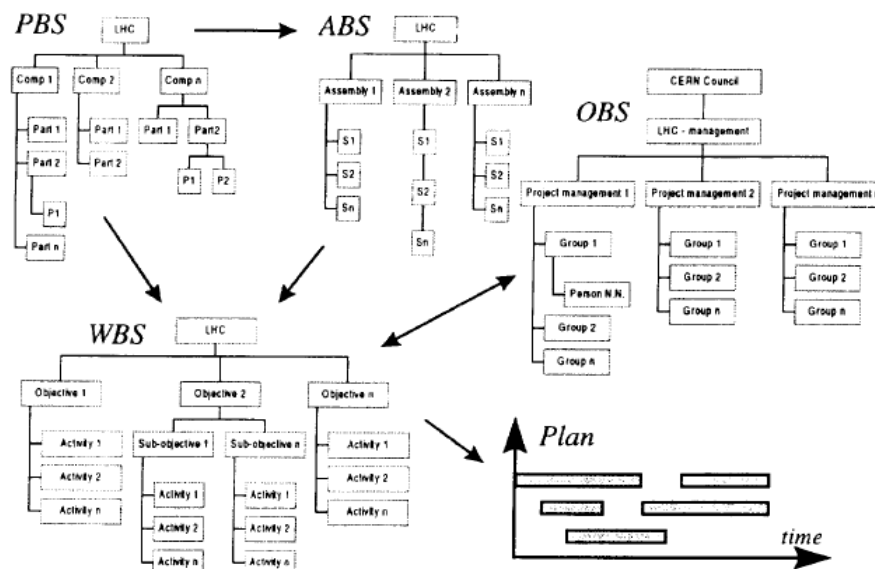 PBS
LHC
Comp 1
Comp 2
Comp n
Part 1
Part 2
P1
Part n
Part 1
Part 2
Part 1
Part2
P1
P2
ABS
LHC
Assembly 1
Assembly 2
Assembly n
S1
S2
Sn
S1
S2
Sn
S1
S2
Sn
OBS
CERN Council
LHC - management
Project management 1
Project management 2
Project management
Group 1
Person N.N.
Group 2
Group n
Group 1
Group 2
Group n
Group 1
Group 2
Group n
WBS
LHC
Objective 1
Objective 2
Objective n
Activity 1
Activity 2
Activity n
Sub-objective 1
Sub-objective n
Activity 1
Activity 2
Activity n
Activity 1
Activity 2
Activity n
Activity 1
Activity 2
Activity n
Plan
time